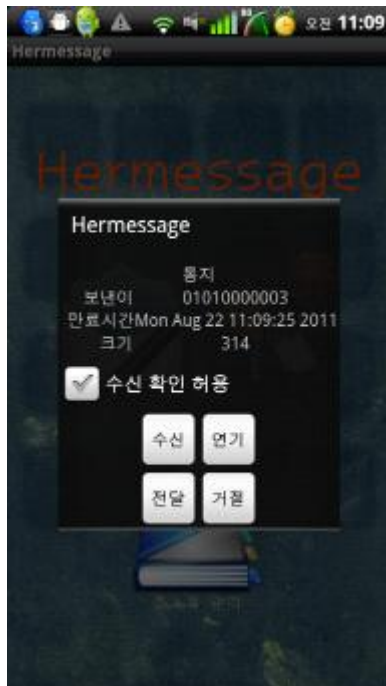 오전 11:09
Hermessage
Hermessage
Hermessage
통지
보낸이 01010000003
만료시간Mon Aug 22 11:09:25 2011
크기 314
수신 확인 허용
수신 연기
전달 거절